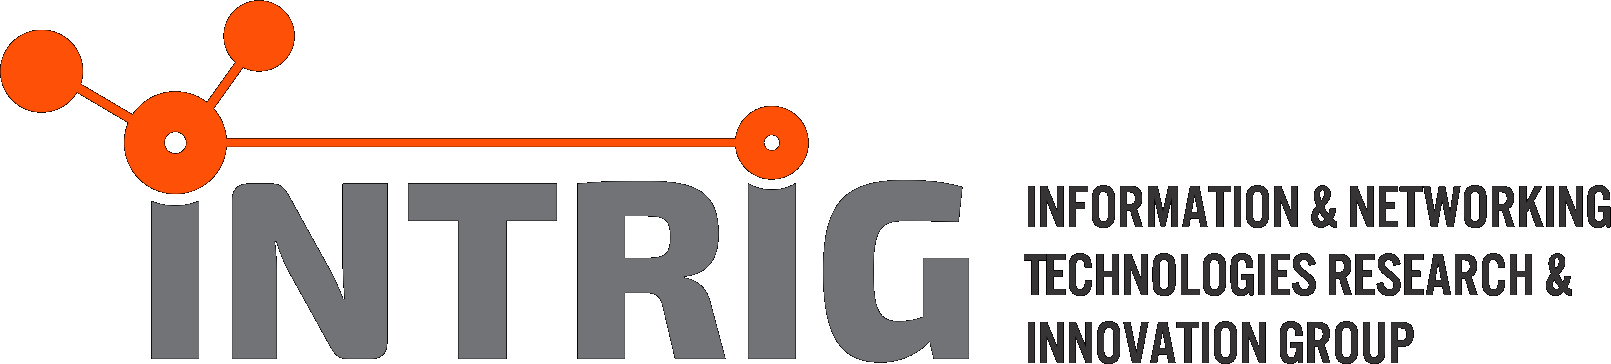 iNTRiG
INFORMATION & NETWORKING
TECHNOLOGIES RESEARCH &
INNOVATION GROUP